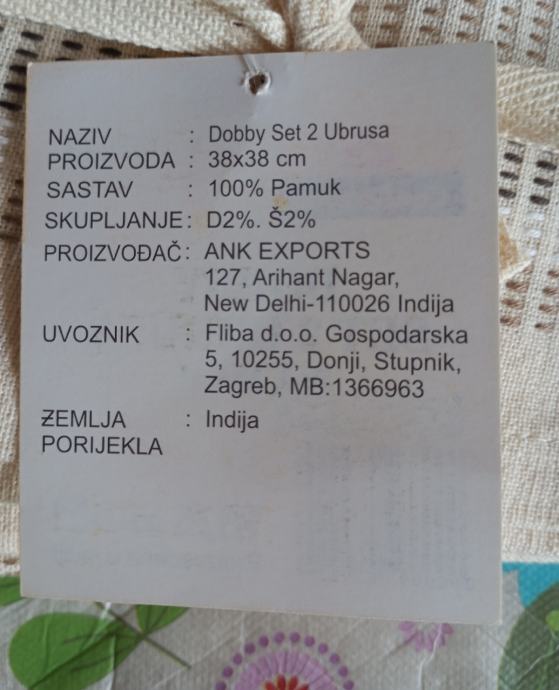 NAZIV : Dobby Set 2 Ubrusa
PROIZVODA : 38x38 cm
SASTAV : 100% Pamuk
SKUPLJANJE : D2%. Š2%
PROIZVOĐAČ : ANK EXPORTS
127, Arihant Nagar,
New Delhi-110026 Indija
UVOZNIK : Fliba d.o.o. Gospodarska
5, 10255, Donji, Stupnik,
Zagreb, MB:1366963
ƵEMLJA : Indija
PORIJEKLA